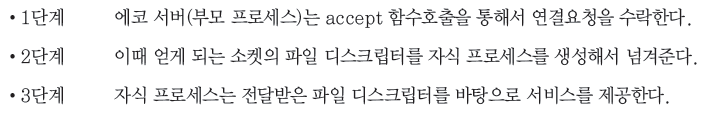 • 1단계 에코 서버(부모 프로세스)는 accept 함수호출을 통해서 연결요청을 수락한다.
• 2단계 이때 얻게 되는 소켓의 파일 디스크립터를 자식 프로세스를 생성해서 넘겨준다.
• 3단계 자식 프로세스는 전달받은 파일 디스크립터를 바탕으로 서비스를 제공한다.